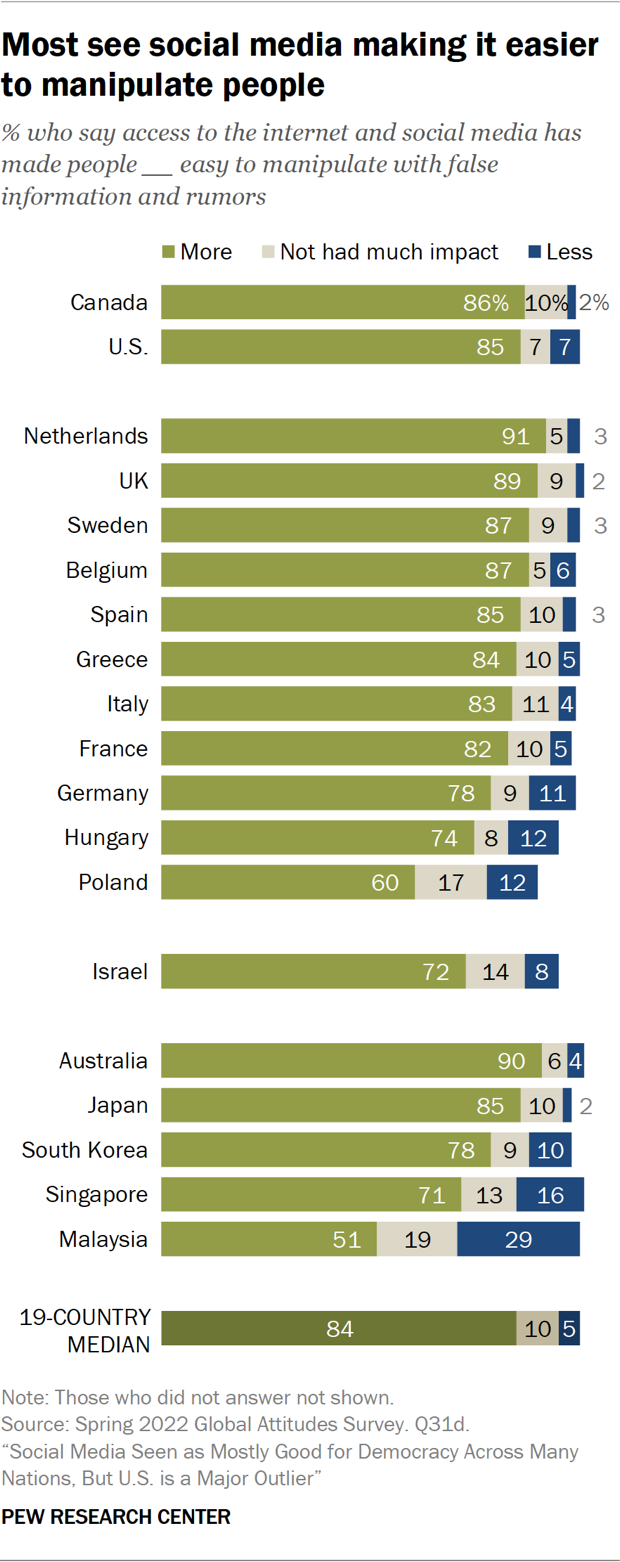 Most see social media making it easier
to manipulate people
% who say access to the internet and social media has
made people __ easy to manipulate with false
information and rumors
More Not had much impact Less
Canada 86% 10% 2%
U.S. 85 7 7
Netherlands 91 5 3
UK 89 9 2
Sweden 87 9 3
Belgium 87 5 6
Spain 85 10 3
Greece 84 10 5
Italy 83 11 4
France 82 10 5
Germany 78 9 11
Hungary 74 8 12
Poland 60 17 12
Israel 72 14 8
Australia 90 6 4
Japan 85 10 2
South Korea 78 9 10
Singapore 71 13 16
Malaysia 51 19 29
19-COUNTRY
MEDIAN 84 10 5
Note: Those who did not answer not shown.
Source: Spring 2022 Global Attitudes Survey. Q31d.
“Social Media Seen as Mostly Good for Democracy Across Many
Nations, But U.S. is a Major Outlier”
PEW RESEARCH CENTER